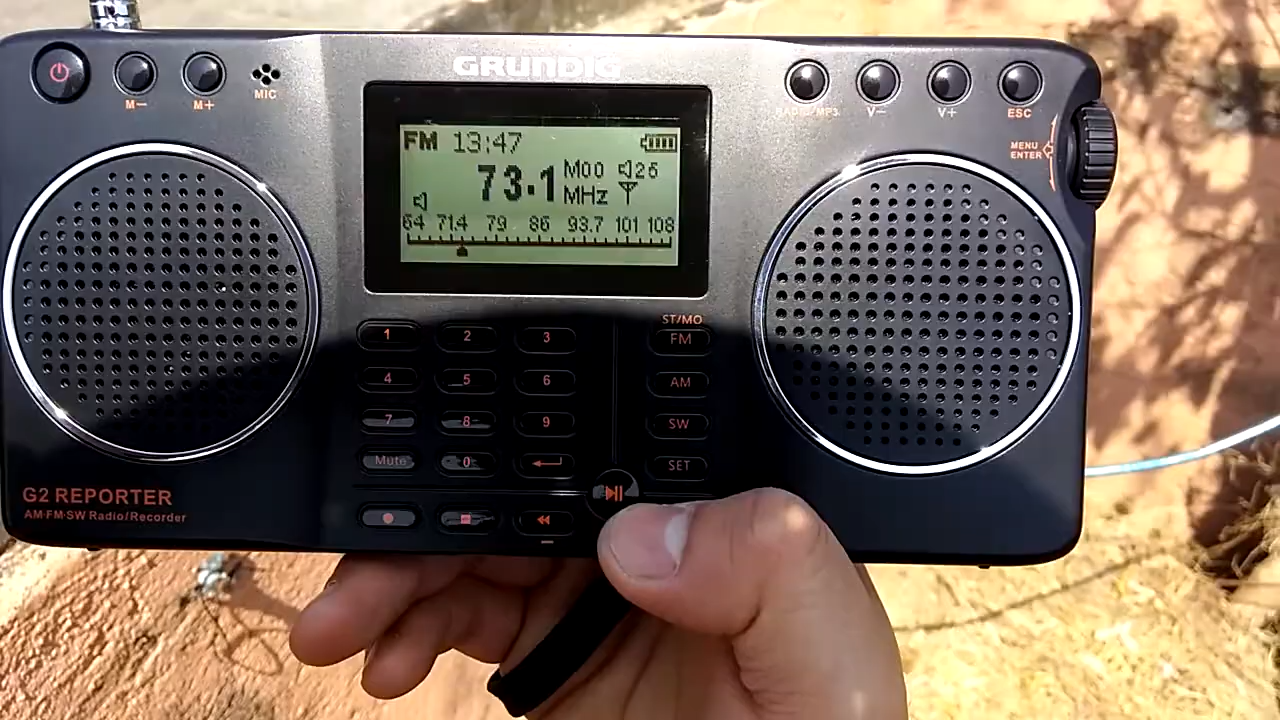 GRUNDIG
M-
M+
MIC
RADIO/MP3.
V-
V+
ESC
MENU
ENTER
FM 13:47
73.1 M00 25
MHz
64 71.4 79 86 93.7 101 108
ST/MO
1 2 3 FM
4 5 6 AM
7 8 9 SW
Mute 0 SET
G2 REPORTER
AM·FM·SW Radio/Recorder